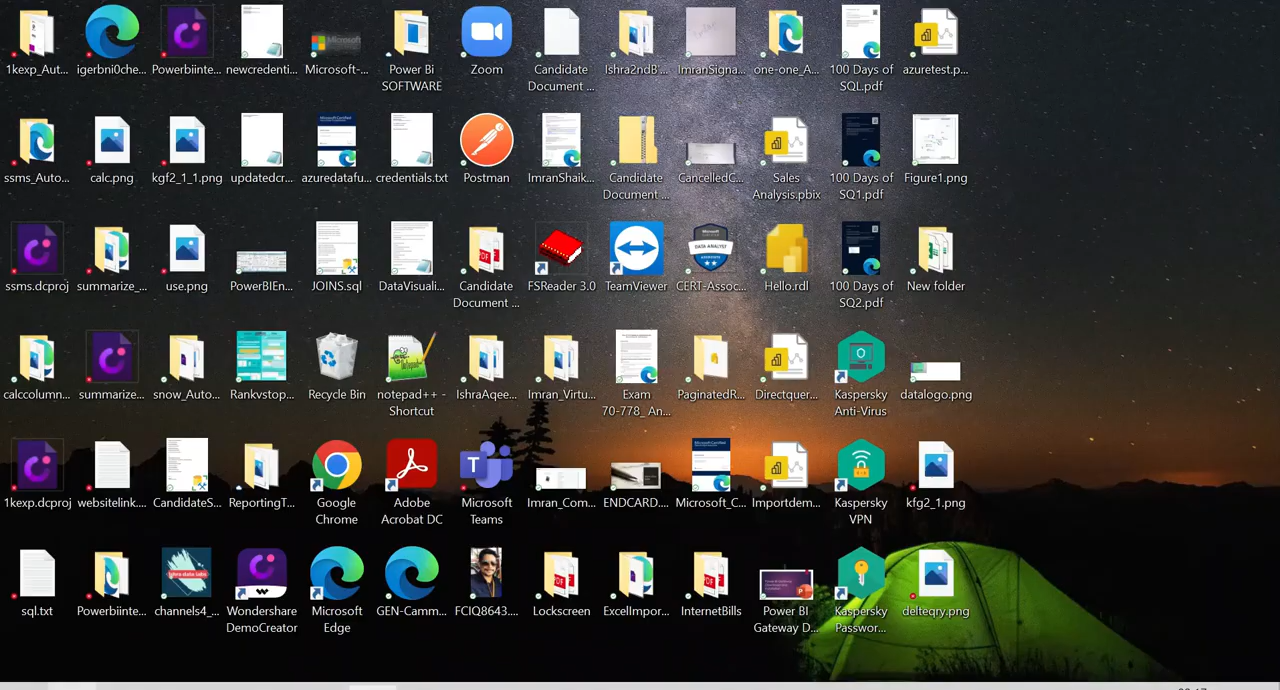 1kexp_Aut...
igerbni0che...
Powerbiinte...
newcredenti...
Microsoft-...
Power Bi
SOFTWARE
Zoom
Candidate
Document ...
Ishra2ndB'...
ImranSigna...
one-one_A...
100 Days of
SQL.pdf
azuretest.p...
ssms_Auto...
calc.png
kgf2_1_1.png
updatedcr...
azuredatafu...
credentials.txt
Postman
ImranShaik...
Candidate
Document ...
CancelledC...
Sales
Analysis.pbix
100 Days of
SQ1.pdf
Figure1.png
ssms.dcproj
summarize_...
use.png
PowerBIEn...
JOINS.sql
DataVisuali...
Candidate
Document ...
FSReader 3.0
TeamViewer
CERT-Assoc...
Hello.rdl
100 Days of
SQ2.pdf
New folder
calccolumn...
summarize...
snow_Auto...
Rankvstop...
Recycle Bin
notepad++ -
Shortcut
IshraAqee...
Imran_Virtu...
Exam
70-778_ An...
PaginatedR...
Directquer...
Kaspersky
Anti-Virus
datalogo.png
1kexp.dcproj
websitelink...
CandidateS...
ReportingT...
Google
Chrome
Adobe
Acrobat DC
Microsoft
Teams
Imran_Com...
ENDCARD....
Microsoft_C...
Importdem...
Kaspersky
VPN
kfg2_1.png
sql.txt
Powerbiinte...
channels4_...
Wondershare
DemoCreator
Microsoft
Edge
GEN-Camm...
FCIQ8643....
Lockscreen
ExcelImpor...
InternetBills
Power BI
Gateway D...
Kaspersky
Passwor...
delteqry.png